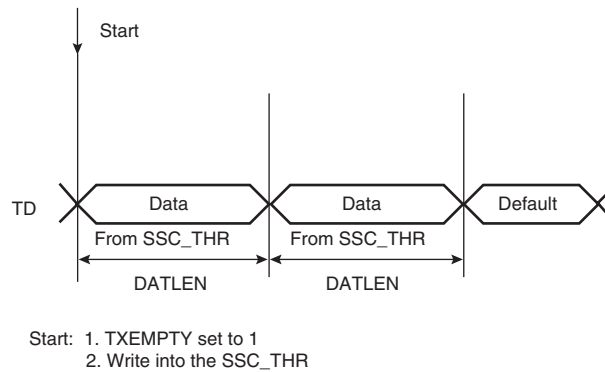 Start
TD
Data
Data
Default
From SSC_THR
From SSC_THR
DATLEN
DATLEN
Start: 1. TXEMPTY set to 1
2. Write into the SSC_THR